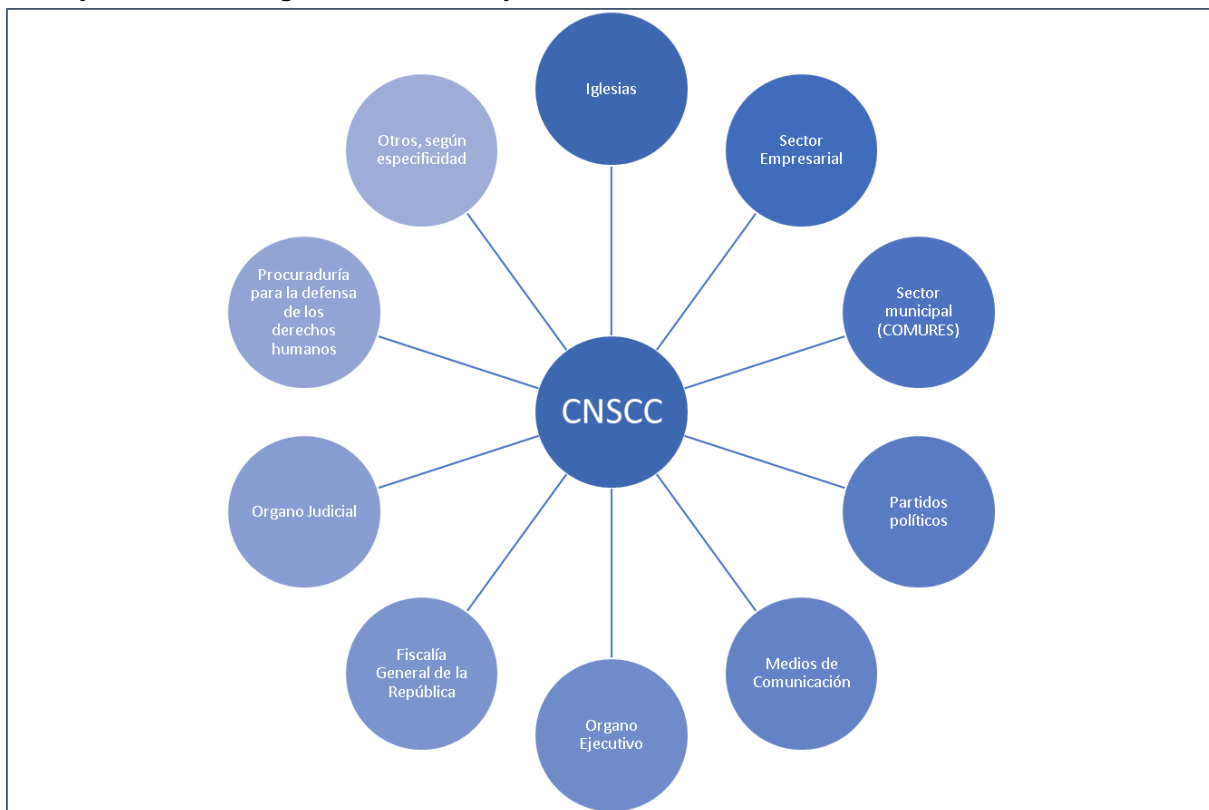 Iglesias
Sector
Empresarial
Sector
municipal
(COMURES)
Partidos
políticos
Medios de
Comunicación
Organo
Ejecutivo
Fiscalía
General de la
República
Organo Judicial
Procuraduría
para la defensa
de los
derechos
humanos
Otros, según
especificidad
CNSCC